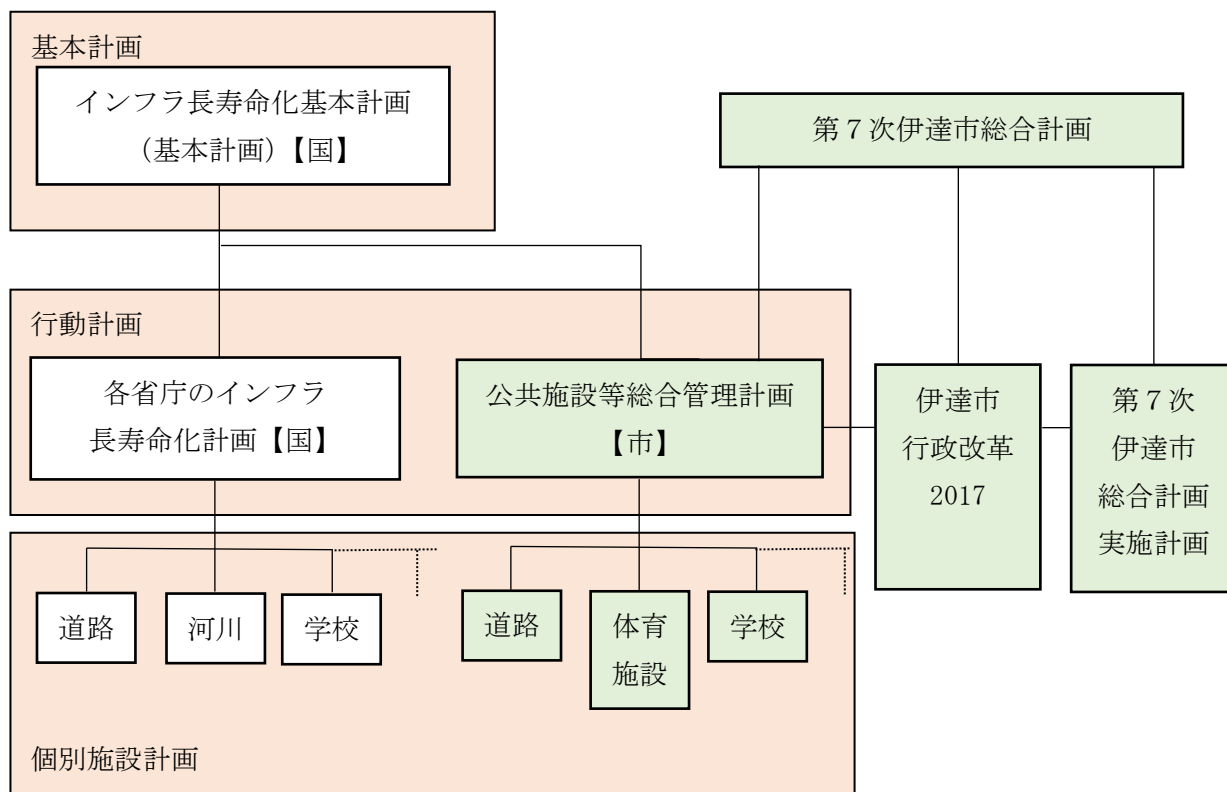 基本計画
インフラ長寿命化基本計画
(基本計画)【国】
第7次伊達市総合計画
行動計画
各省庁のインフラ
長寿命化計画【国】
公共施設等総合管理計画
【市】
伊達市
行政改革
2017
第7次
伊達市
総合計画
実施計画
道路
河川
学校
道路
体育
施設
学校
個別施設計画